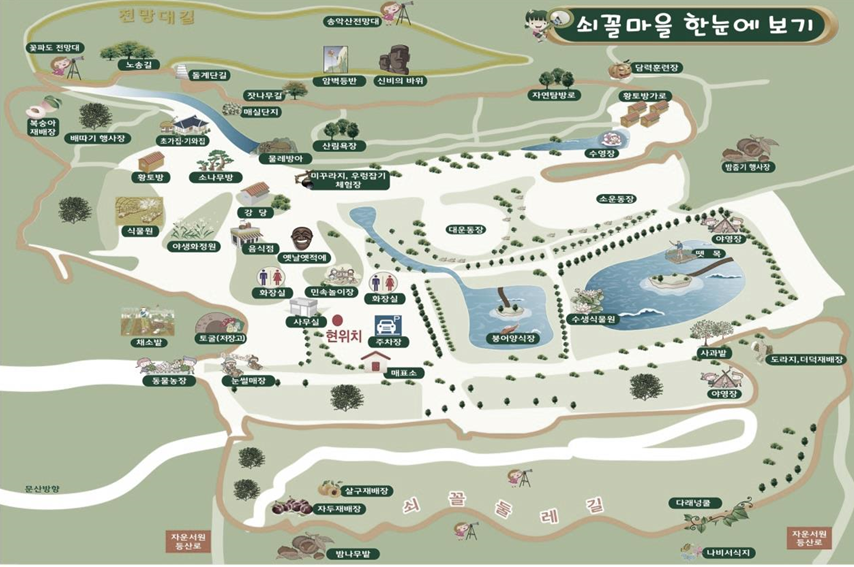 쇠꼴마을 한눈에 보기
전망대길
송악산전망대
꽃파도 전망대
노송길
돌계단길
암벽등반
신비의 바위
잣나무길
매실단지
자연탐방로
담력훈련장
황토방가로
복숭아
재배장
배따기 행사장
초가집·기와집
물레방아
산림욕장
수영장
밤줍기 행사장
황토방
소나무방
미꾸라지, 우렁잡기
체험장
강 당
식물원
야생화정원
음식점
옛날옛적에
대운동장
소운동장
야영장
뗏 목
화장실
민속놀이장
화장실
사무실
현위치
P
주차장
수생식물원
붕어양식장
채소밭
토굴(저장고)
매표소
사과밭
도라지,더덕재배장
동물농장
눈썰매장
야영장
문산방향
살구재배장
자두재배장
쇠 꼴 둘 레 길
다래넝쿨
자운서원
등산로
밤나무밭
나비서식지
자운서원
등산로